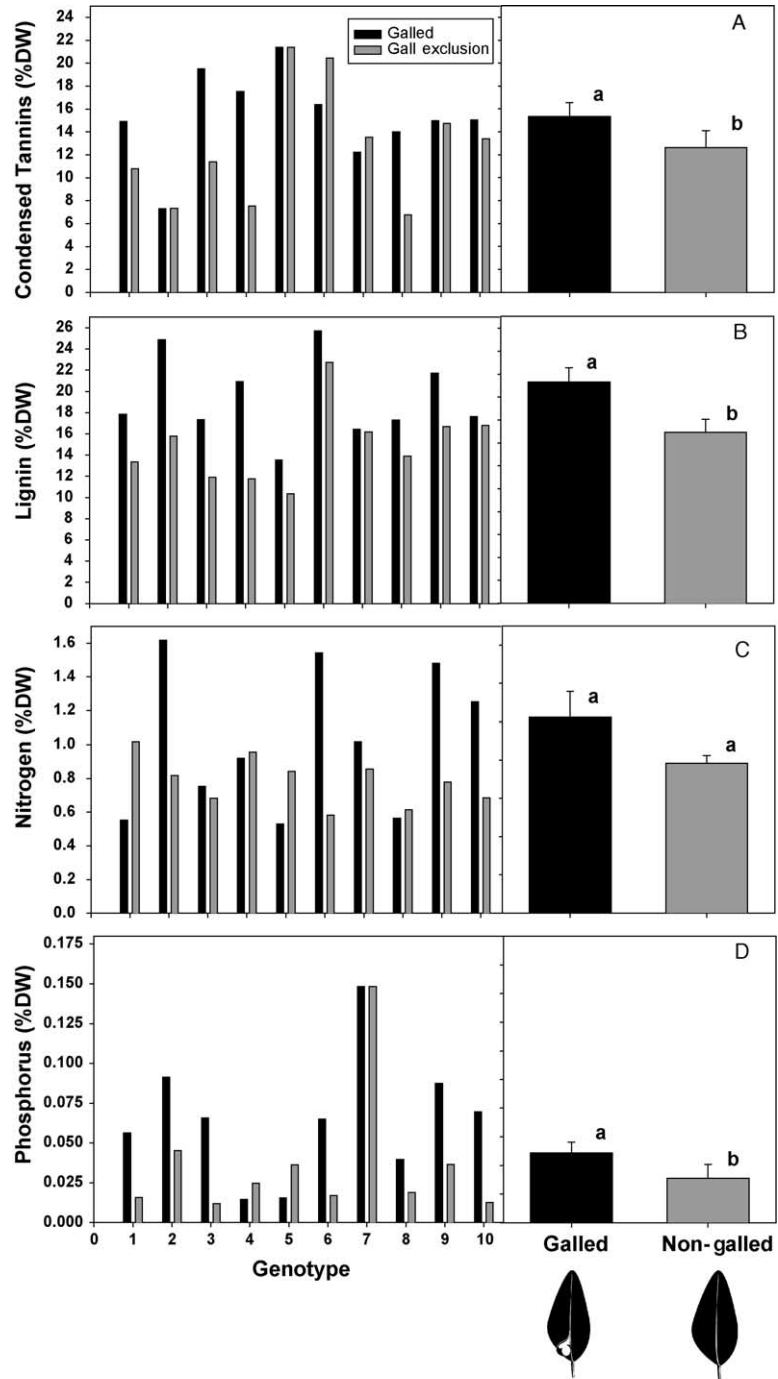 Condensed Tannins (%DW)
24
22
20
18
16
14
12
10
8
6
4
2
0
Galled
Gall exclusion
A
a
b
Lignin (%DW)
26
24
22
20
18
16
14
12
10
8
6
4
2
0
B
a
b
Nitrogen (%DW)
1.6
1.4
1.2
1.0
0.8
0.6
0.4
0.2
0.0
C
a
a
Phosphorus (%DW)
0.175
0.150
0.125
0.100
0.075
0.050
0.025
0.000
D
a
b
0 1 2 3 4 5 6 7 8 9 10
Genotype
Galled Non-galled